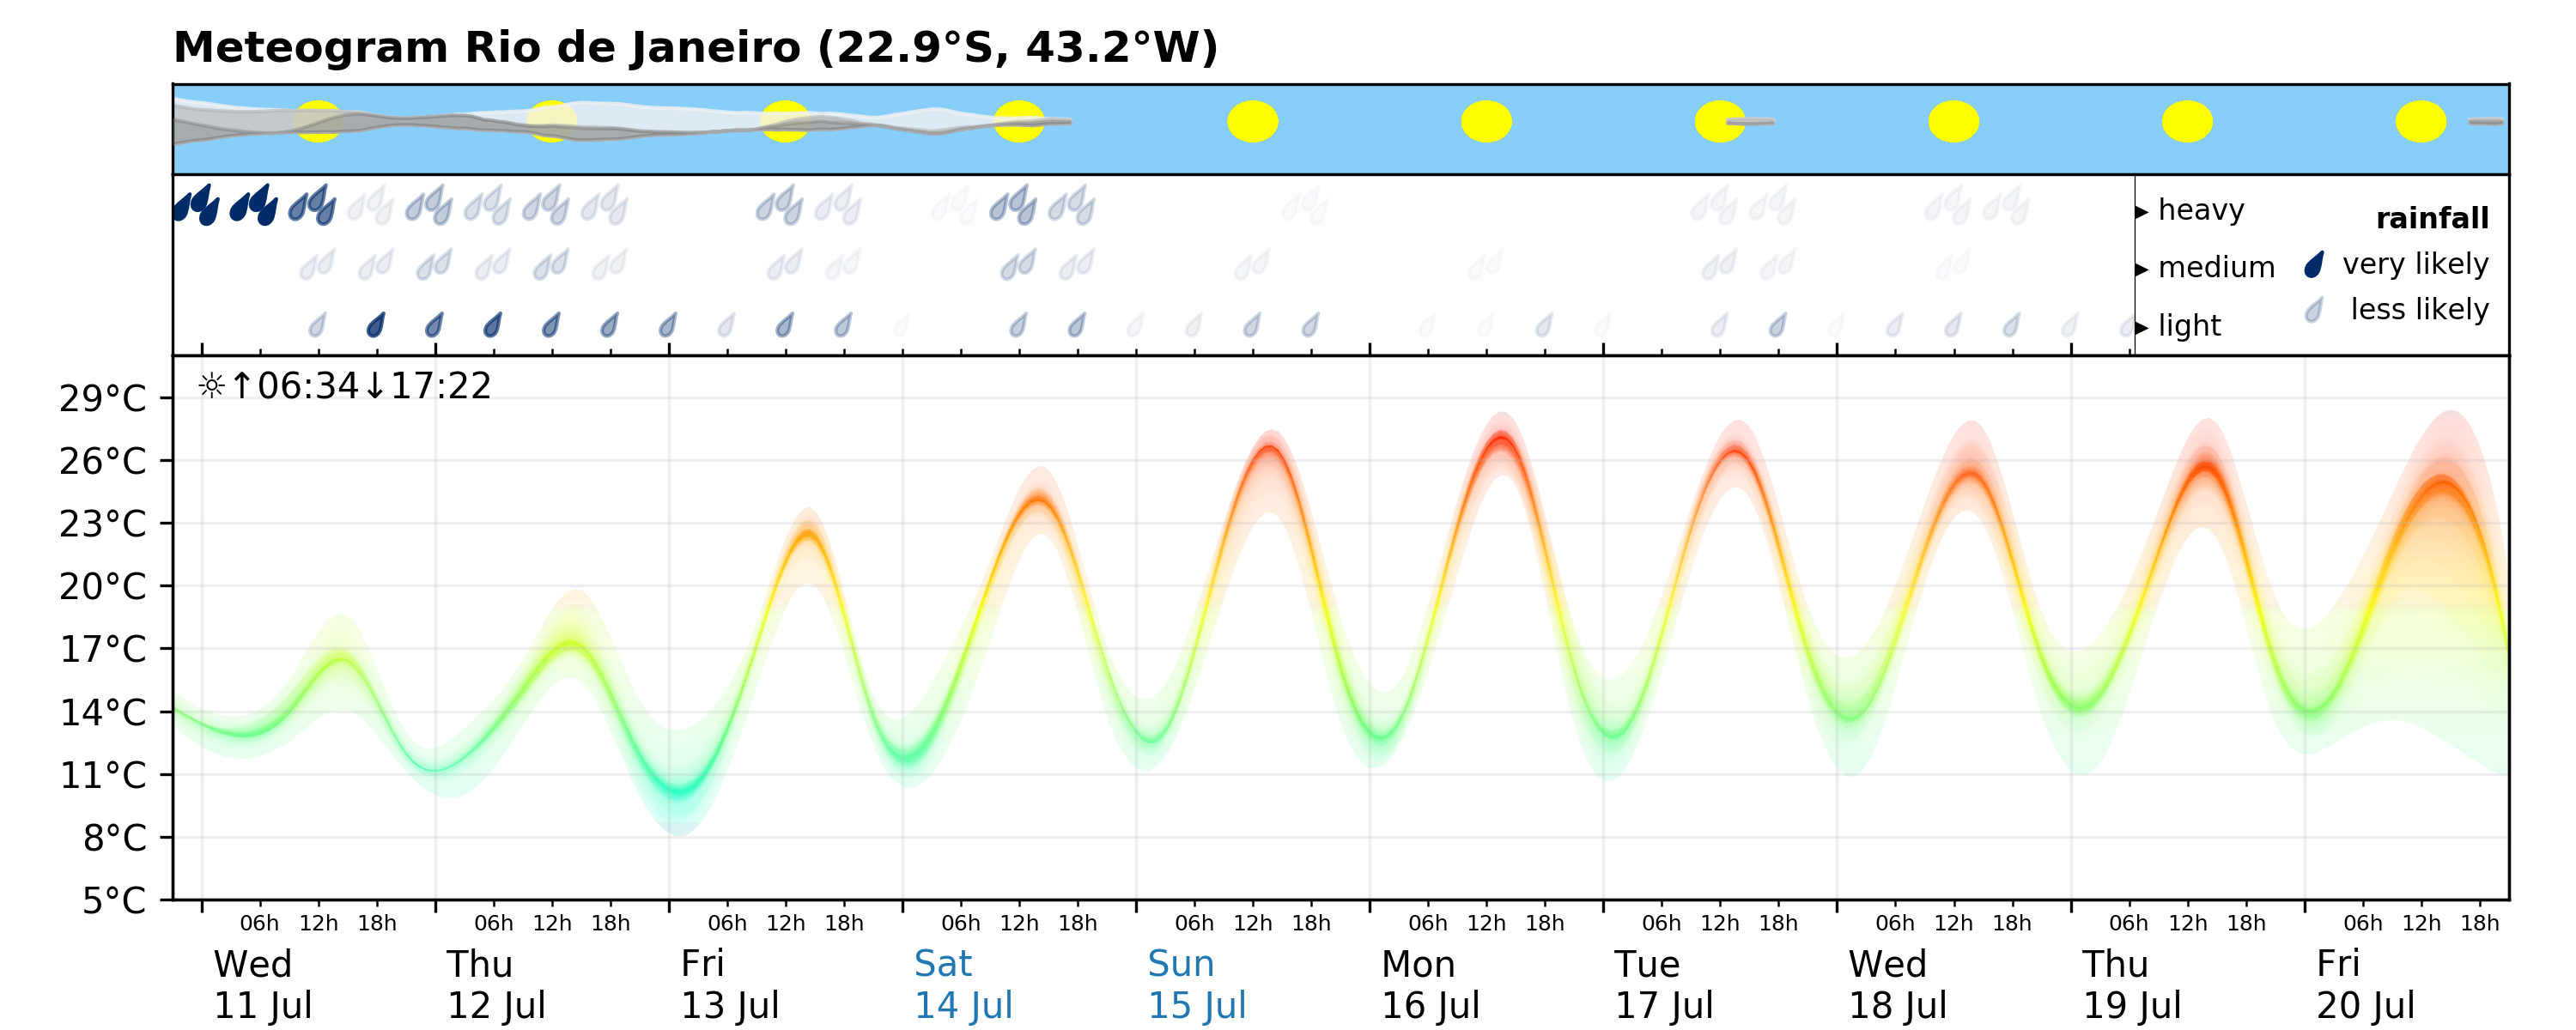 Meteogram Rio de Janeiro (22.9°S, 43.2°W)
▸ heavy
rainfall
▸ medium
very likely
▸ light
less likely
☼↑06:34↓17:22
29°C
26°C
23°C
20°C
17°C
14°C
11°C
8°C
5°C
06h 12h 18h 06h 12h 18h 06h 12h 18h 06h 12h 18h 06h 12h 18h 06h 12h 18h 06h 12h 18h 06h 12h 18h 06h 12h 18h 06h 12h 18h
Wed Thu Fri Sat Sun Mon Tue Wed Thu Fri
11 Jul 12 Jul 13 Jul 14 Jul 15 Jul 16 Jul 17 Jul 18 Jul 19 Jul 20 Jul